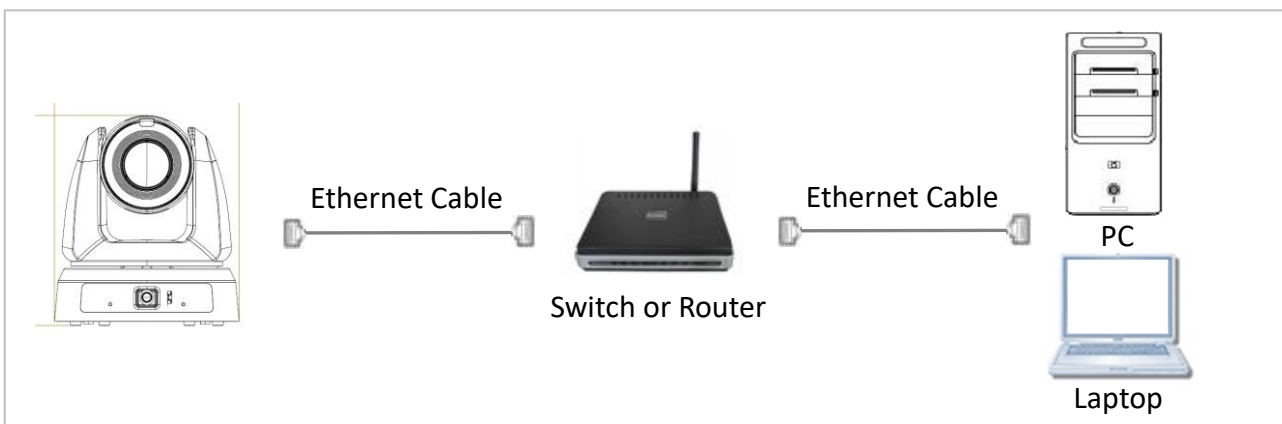 Ethernet Cable
Ethernet Cable
Switch or Router
PC
Laptop